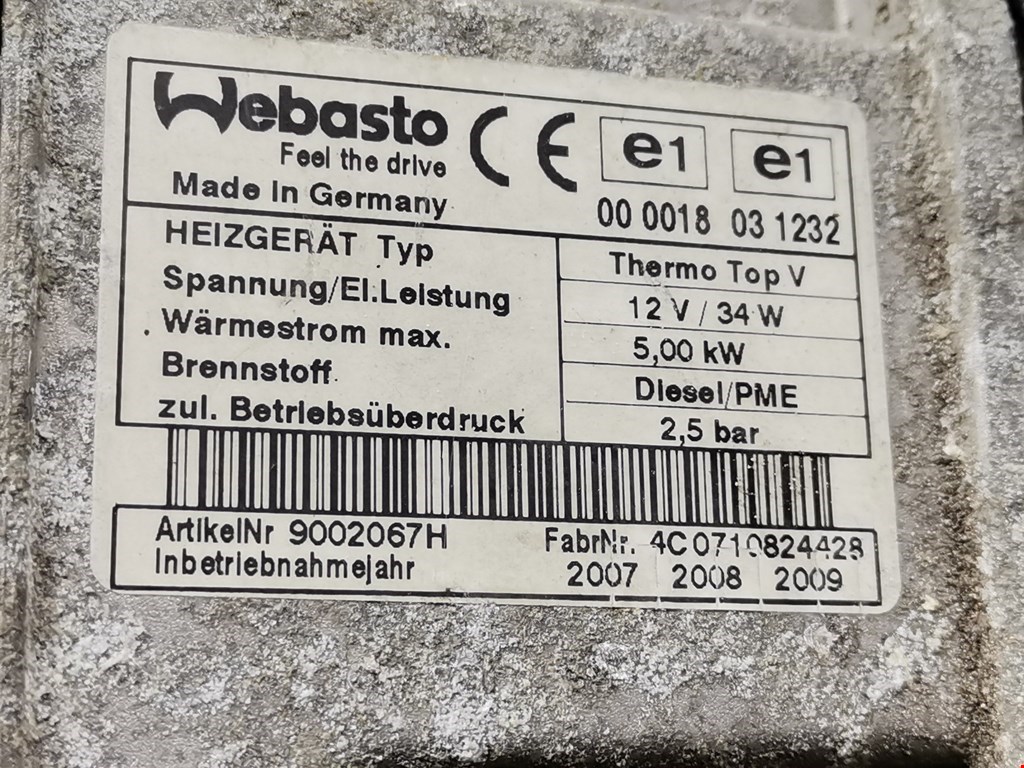 Webasto
Feel the drive
Made in Germany
CE e1 e1
00 0018 03 1232
HEIZGERÄT Typ Thermo Top V
Spannung/El.Leistung 12 V / 34 W
Wärmestrom max. 5,00 kW
Brennstoff Diesel/PME
zul. Betriebsüberdruck 2,5 bar
ArtikelNr 9002067H FabrNr. 4C0710824428
Inbetriebnahmejahr 2007 2008 2009